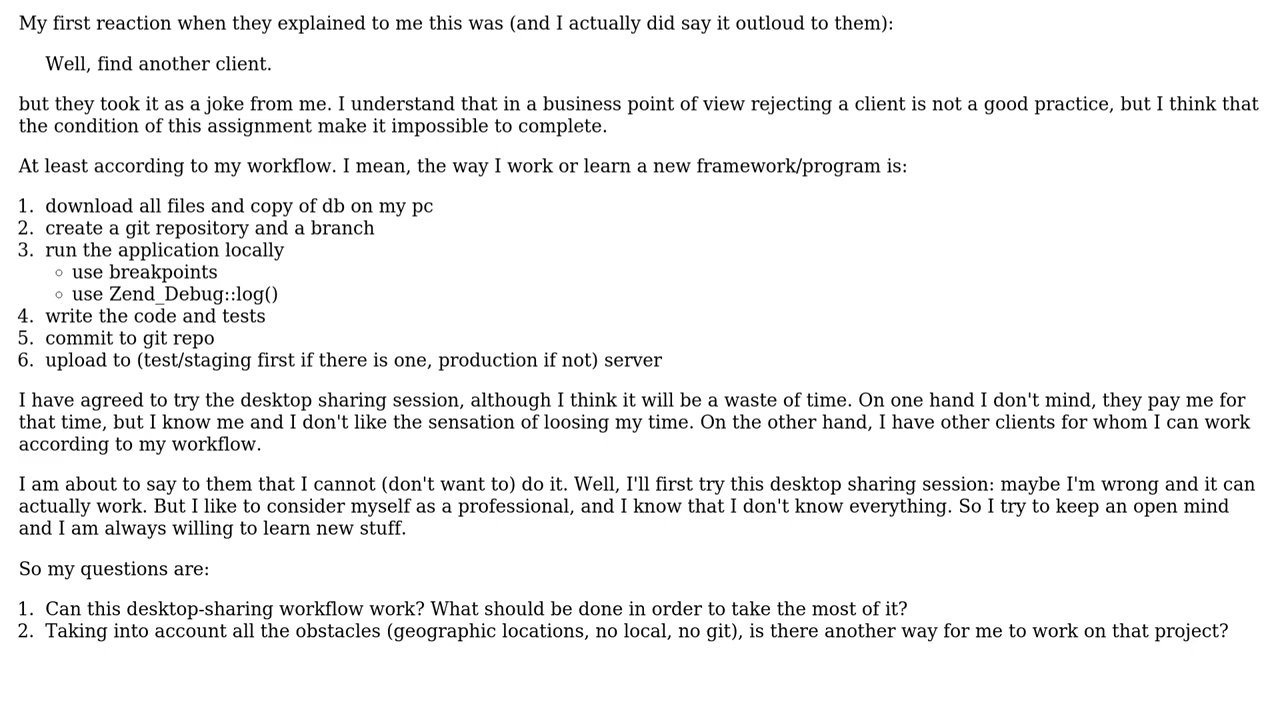 My first reaction when they explained to me this was (and I actually did say it outloud to them):
Well, find another client.
but they took it as a joke from me. I understand that in a business point of view rejecting a client is not a good practice, but I think that
the condition of this assignment make it impossible to complete.
At least according to my workflow. I mean, the way I work or learn a new framework/program is:
1. download all files and copy of db on my pc
2. create a git repository and a branch
3. run the application locally
◦ use breakpoints
◦ use Zend_Debug::log()
4. write the code and tests
5. commit to git repo
6. upload to (test/staging first if there is one, production if not) server
I have agreed to try the desktop sharing session, although I think it will be a waste of time. On one hand I don't mind, they pay me for
that time, but I know me and I don't like the sensation of loosing my time. On the other hand, I have other clients for whom I can work
according to my workflow.
I am about to say to them that I cannot (don't want to) do it. Well, I'll first try this desktop sharing session: maybe I'm wrong and it can
actually work. But I like to consider myself as a professional, and I know that I don't know everything. So I try to keep an open mind
and I am always willing to learn new stuff.
So my questions are:
1. Can this desktop-sharing workflow work? What should be done in order to take the most of it?
2. Taking into account all the obstacles (geographic locations, no local, no git), is there another way for me to work on that project?